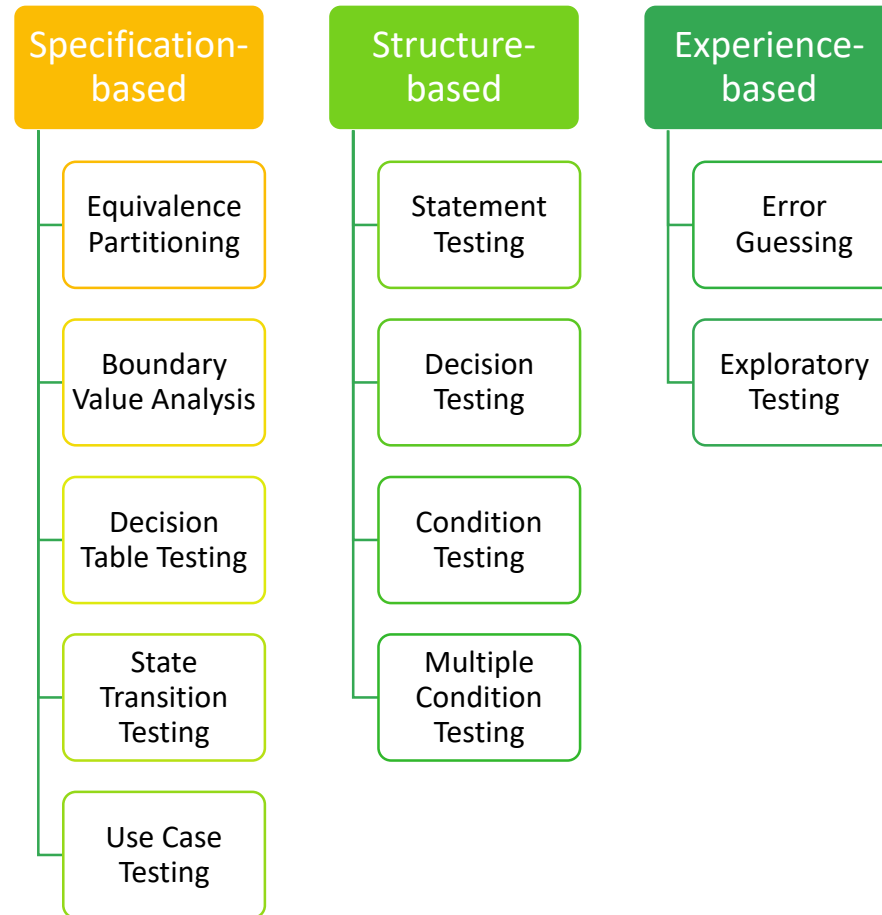 Specification-
based
Equivalence
Partitioning
Boundary
Value Analysis
Decision
Table Testing
State
Transition
Testing
Use Case
Testing
Structure-
based
Statement
Testing
Decision
Testing
Condition
Testing
Multiple
Condition
Testing
Experience-
based
Error
Guessing
Exploratory
Testing